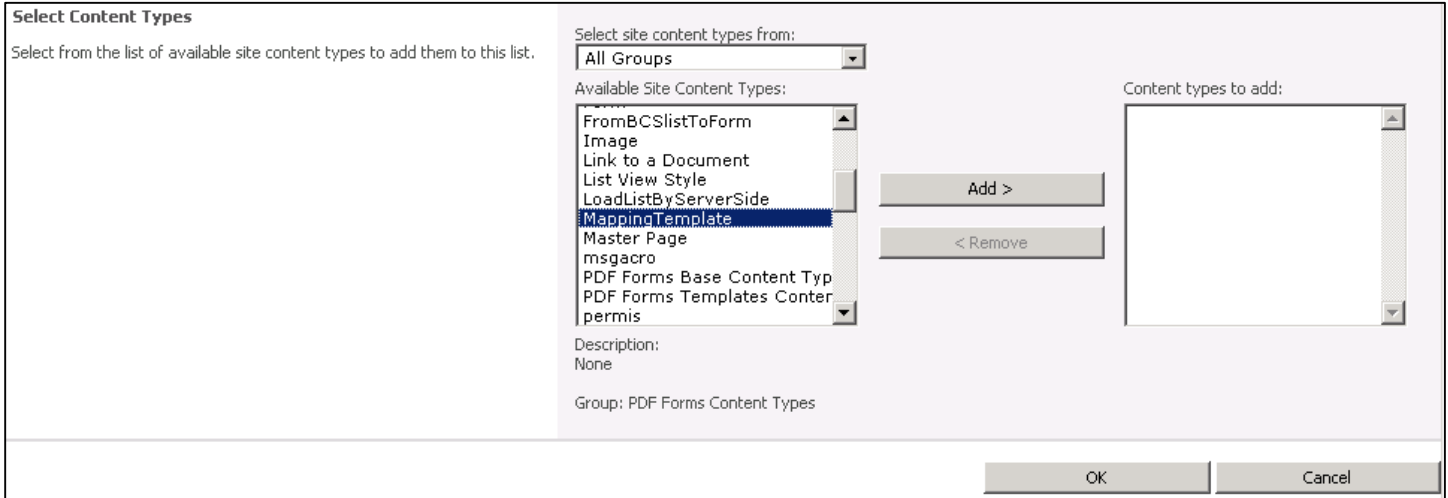 Select Content Types
Select from the list of available site content types to add them to this list.
Select site content types from:
All Groups
Available Site Content Types:
FromBCSlistToForm
Image
Link to a Document
List View Style
LoadListByServerSide
MappingTemplate
Master Page
msgacro
PDF Forms Base Content Typ
PDF Forms Templates Conter
permis
Description:
None
Group: PDF Forms Content Types
Add >
< Remove
Content types to add:
OK
Cancel